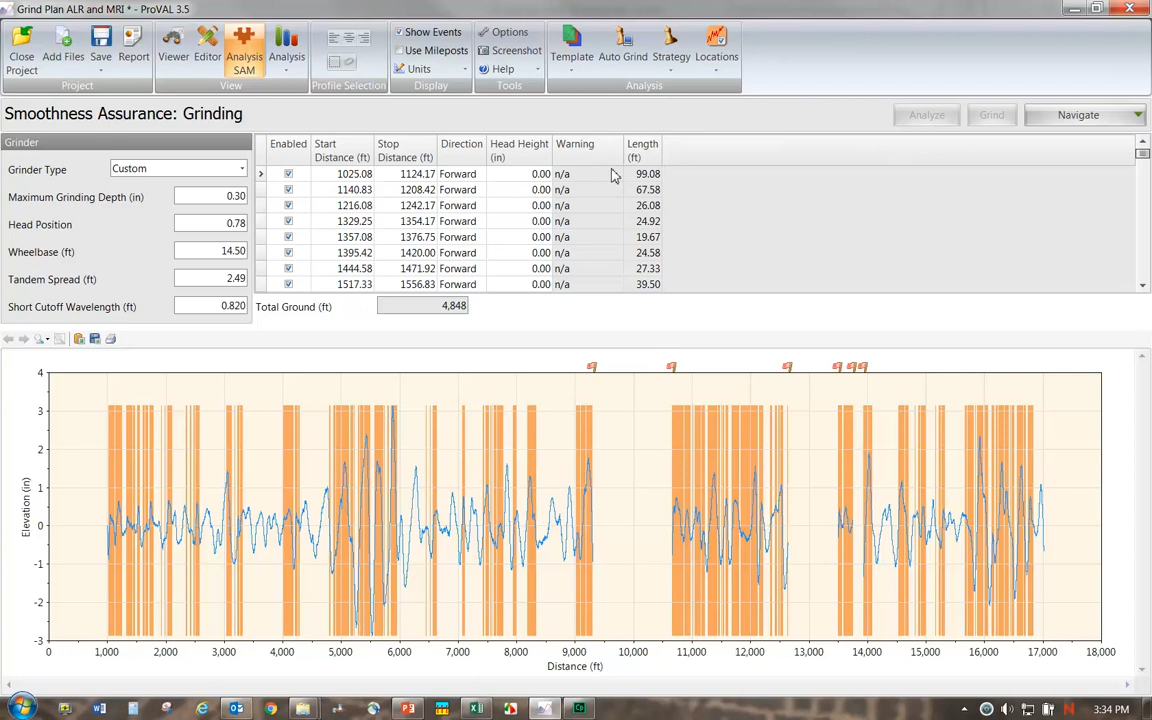 Grind Plan ALR and MRI * - ProVAL 3.5
Close Project
Add Files
Save
Report
Viewer
Editor
Analysis SAM
Analysis
Show Events
Use Mileposts
Units
Options
Screenshot
Help
Template
Auto Grind
Strategy
Locations
Project
View
Profile Selection
Display
Tools
Analysis
Smoothness Assurance: Grinding
Analyze
Grind
Navigate
Grinder
Grinder Type Custom
Maximum Grinding Depth (in) 0.30
Head Position 0.78
Wheelbase (ft) 14.50
Tandem Spread (ft) 2.49
Short Cutoff Wavelength (ft) 0.820
Enabled Start Distance (ft) Stop Distance (ft) Direction Head Height (in) Warning Length (ft)
1025.08 1124.17 Forward 0.00 n/a 99.08
1140.83 1208.42 Forward 0.00 n/a 67.58
1216.08 1242.17 Forward 0.00 n/a 26.08
1329.25 1354.17 Forward 0.00 n/a 24.92
1357.08 1376.75 Forward 0.00 n/a 19.67
1395.42 1420.00 Forward 0.00 n/a 24.58
1444.58 1471.92 Forward 0.00 n/a 27.33
1517.33 1556.83 Forward 0.00 n/a 39.50
Total Ground (ft) 4,848
4
3
2
1
0
-1
-2
-3
Elevation (in)
0 1,000 2,000 3,000 4,000 5,000 6,000 7,000 8,000 9,000 10,000 11,000 12,000 13,000 14,000 15,000 16,000 17,000 18,000
Distance (ft)
3:34 PM